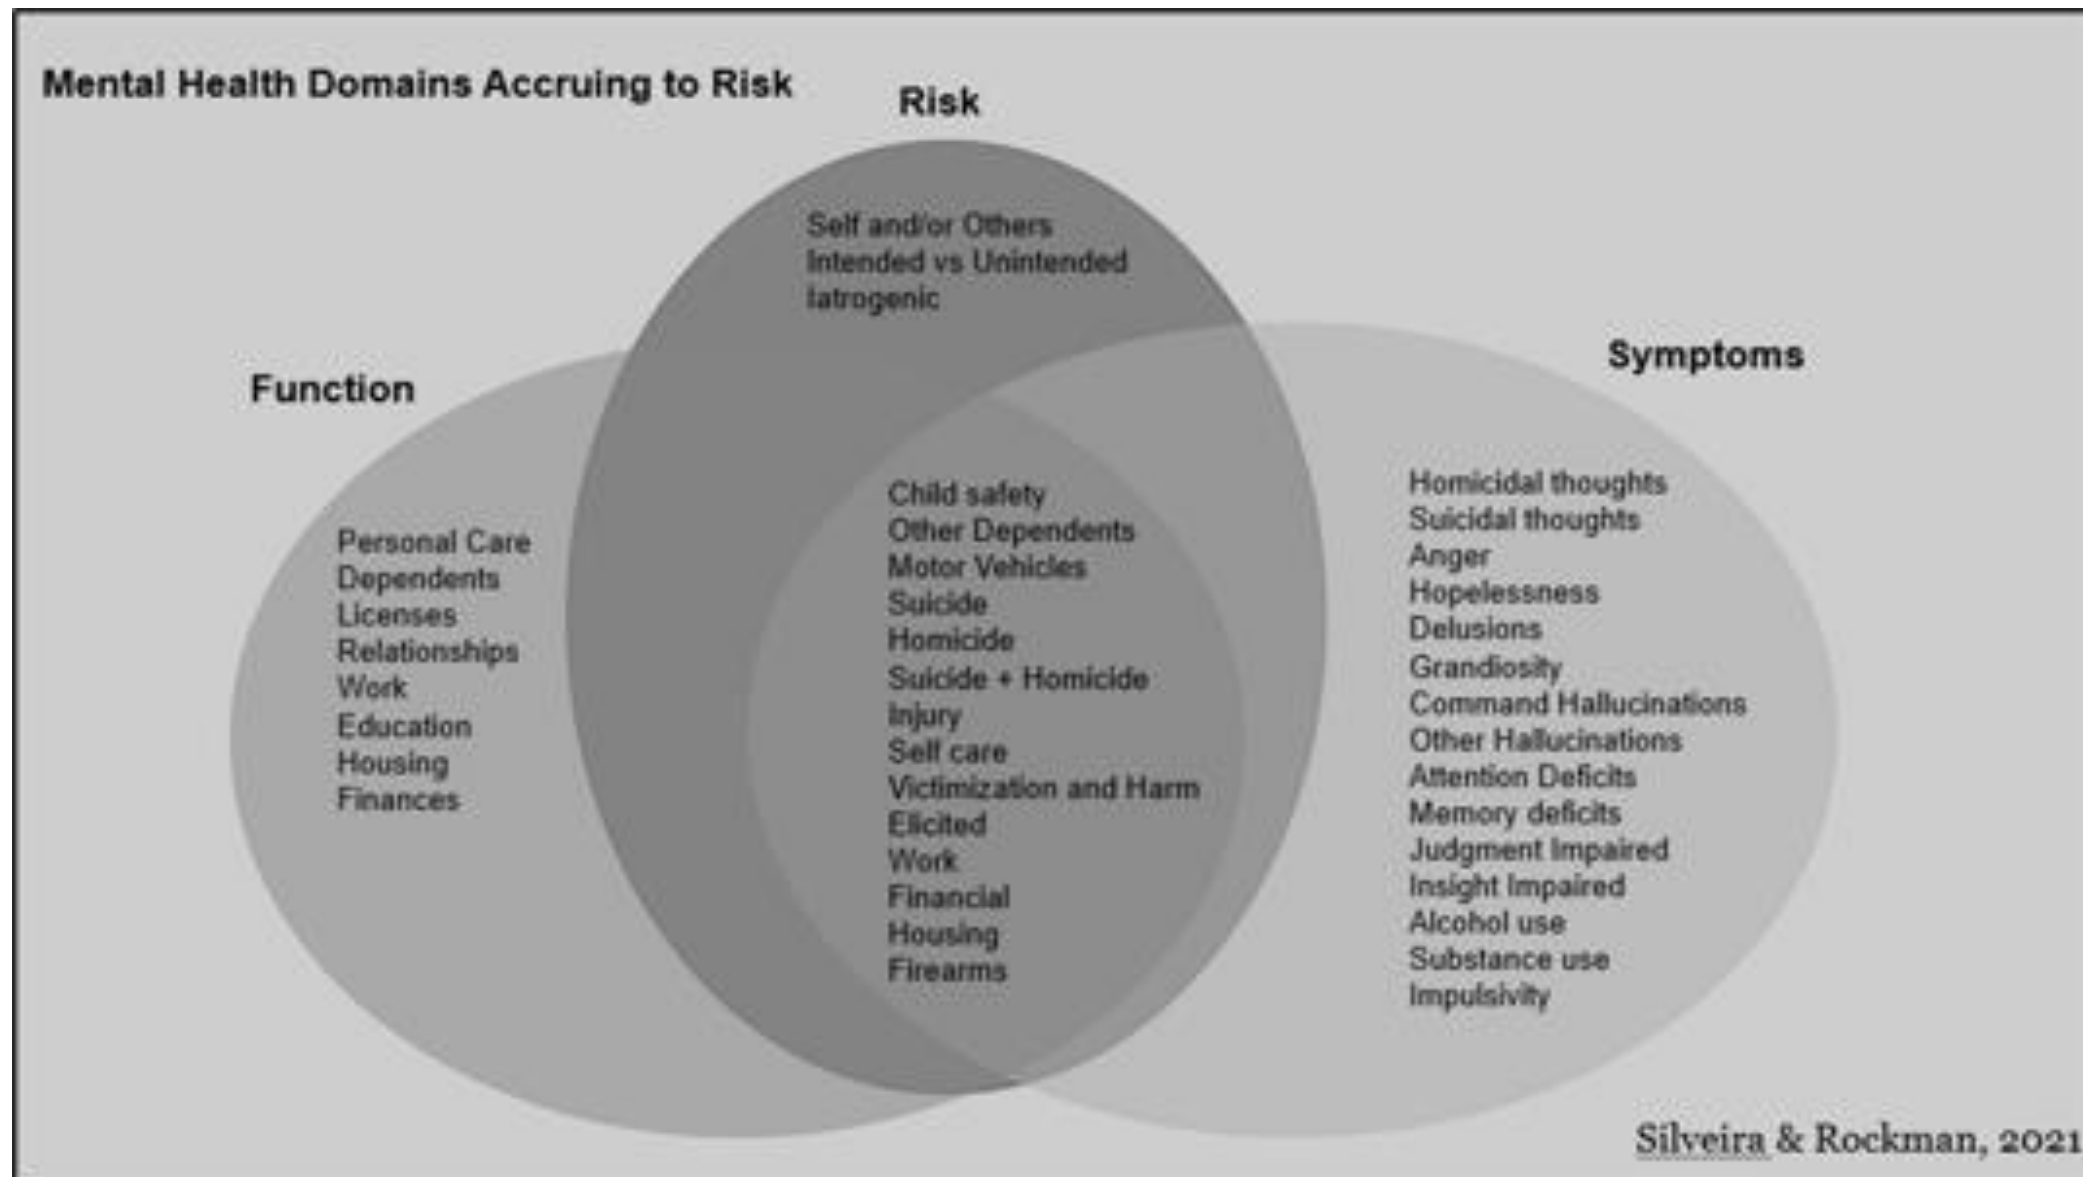 Mental Health Domains Accruing to Risk
Risk
Self and/or Others
Intended vs Unintended
Iatrogenic
Function
Personal Care
Dependents
Licenses
Relationships
Work
Education
Housing
Finances
Child safety
Other Dependents
Motor Vehicles
Suicide
Homicide
Suicide + Homicide
Injury
Self care
Victimization and Harm
Elicited
Work
Financial
Housing
Firearms
Symptoms
Homicidal thoughts
Suicidal thoughts
Anger
Hopelessness
Delusions
Grandiosity
Command Hallucinations
Other Hallucinations
Attention Deficits
Memory deficits
Judgment Impaired
Insight Impaired
Alcohol use
Substance use
Impulsivity
Silveira & Rockman, 2021